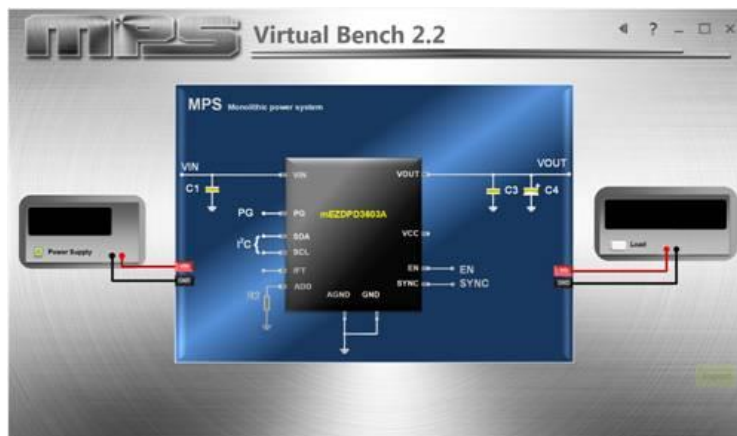 MPS Virtual Bench 2.2
MPS Monolithic power system
VIN
VOUT
C1
C3
C4
VIN
VOUT
PG
PG
mEZDPD3603A
I²C
SDA
SCL
VCC
IFT
ADD
EN
EN
SYNC
SYNC
AGND
GND
Power Supply
GND
Load
GND